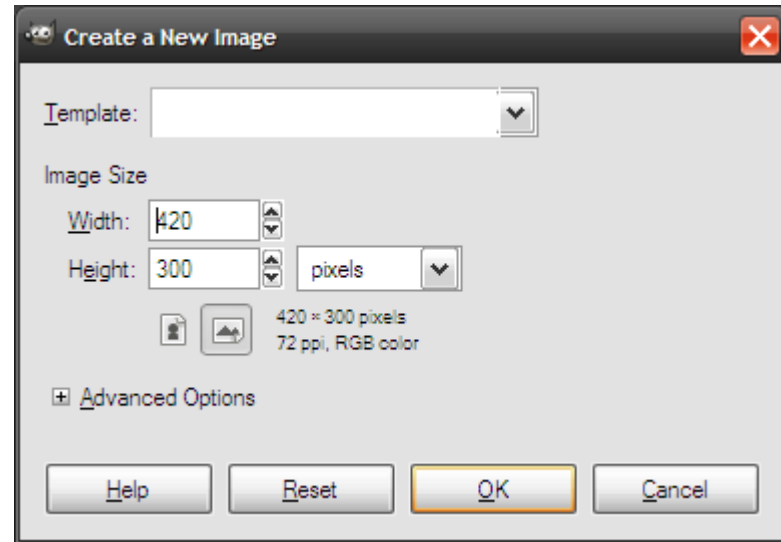 Create a New Image
Template:
Image Size
Width: 420
Height: 300 pixels
420 × 300 pixels
72 ppi, RGB color
Advanced Options
Help Reset OK Cancel